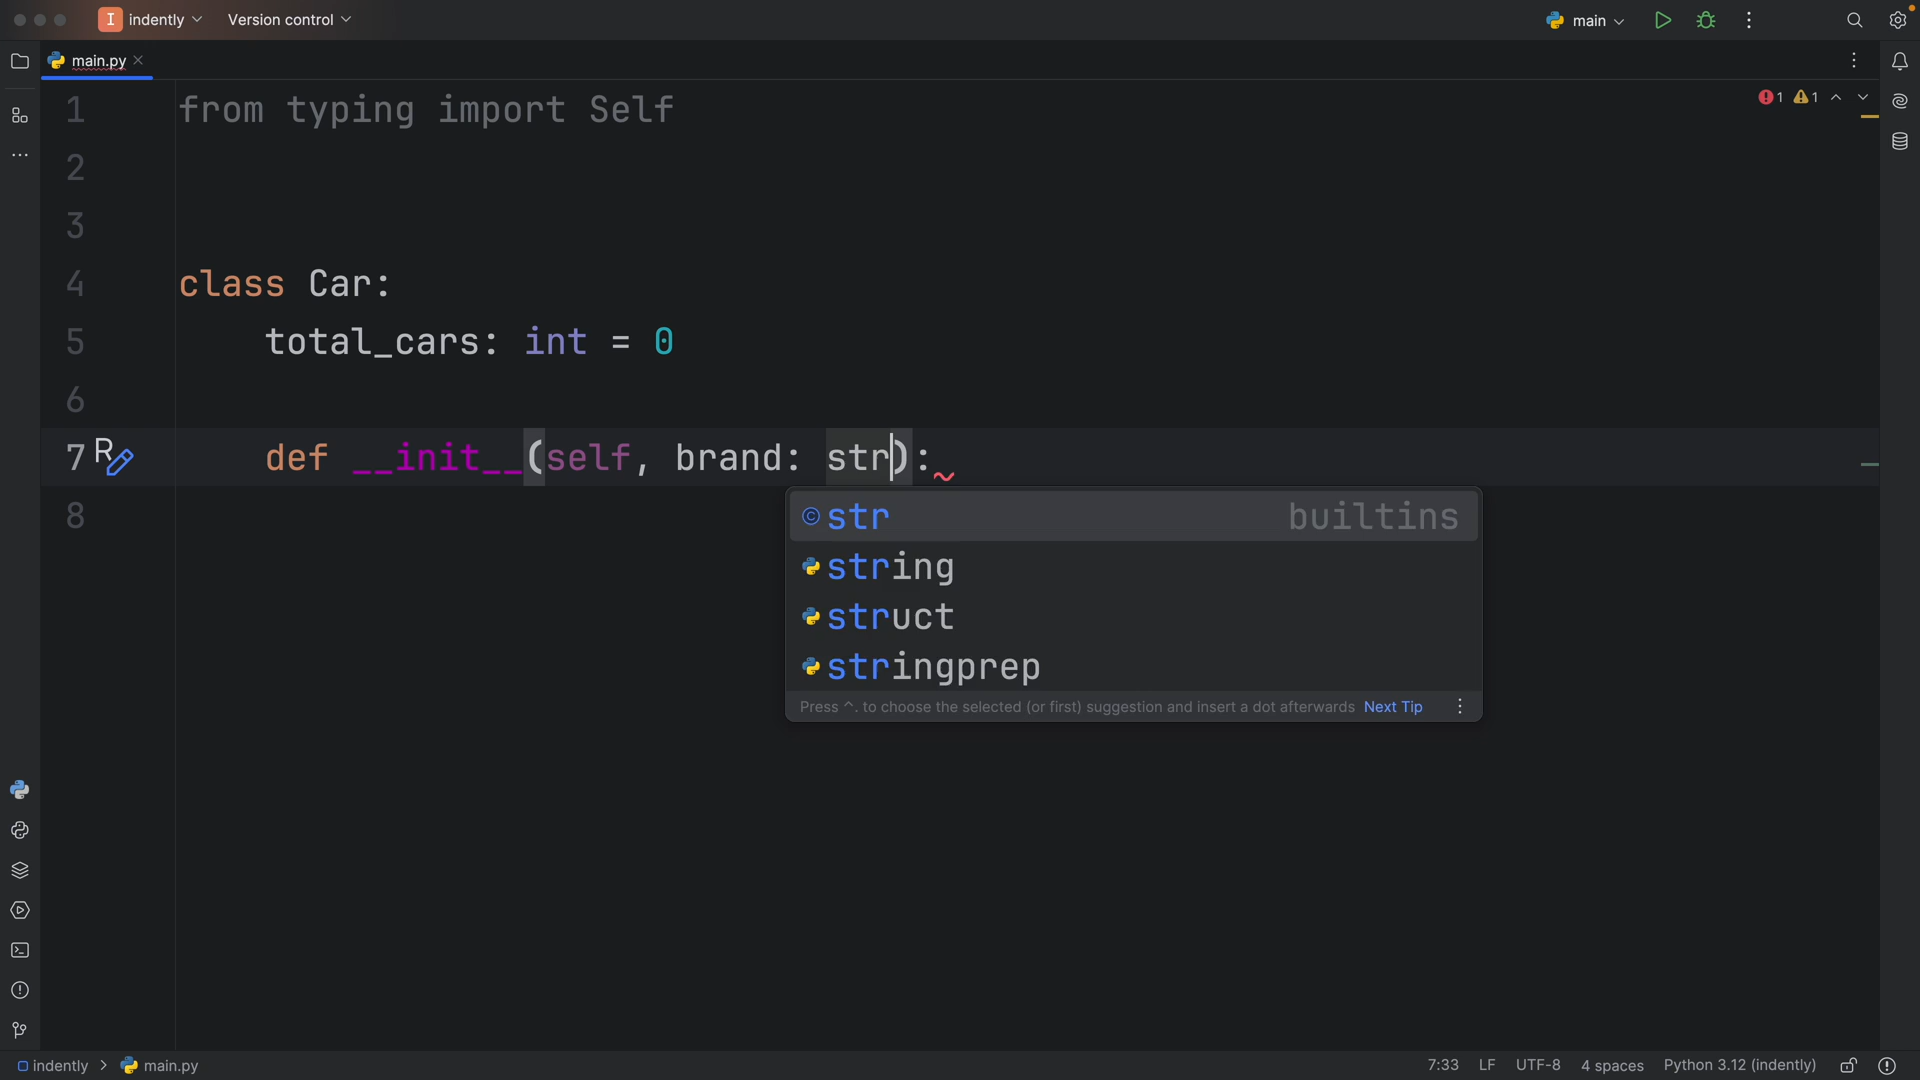 I indently Version control main
main.py
1 from typing import Self 1 1
2
3
4 class Car:
5 total_cars: int = 0
6
7 def __init__(self, brand: str):
8
str builtins
string
struct
stringprep
Press ^. to choose the selected (or first) suggestion and insert a dot afterwards Next Tip
indently > main.py 7:33 LF UTF-8 4 spaces Python 3.12 (indently)